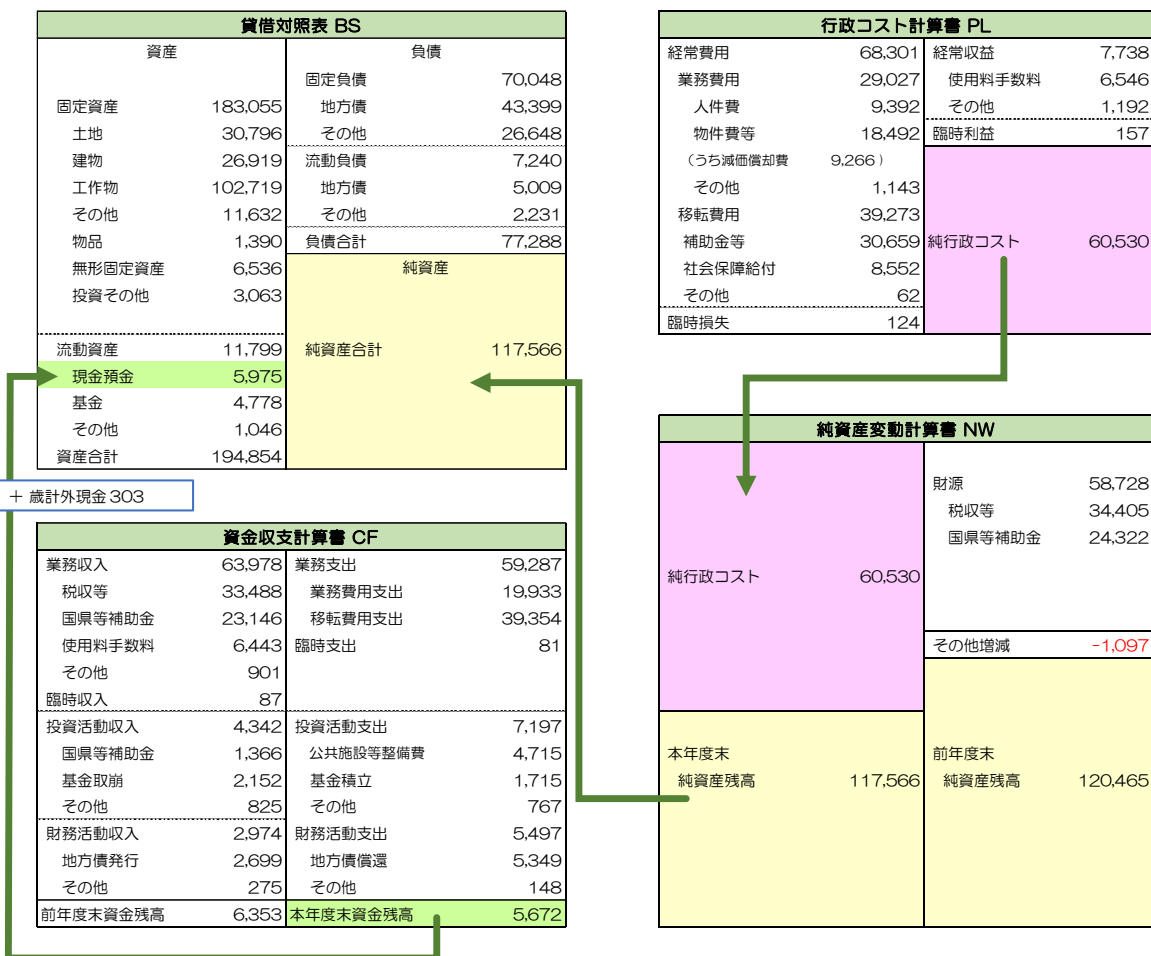 貸借対照表 BS
資産 負債
固定負債 70,048
固定資産 183,055 地方債 43,399
土地 30,796 その他 26,648
建物 26,919 流動負債 7,240
工作物 102,719 地方債 5,009
その他 11,632 その他 2,231
物品 1,390 負債合計 77,288
無形固定資産 6,536 純資産
投資その他 3,063
流動資産 11,799 純資産合計 117,566
現金預金 5,975
基金 4,778
その他 1,046
資産合計 194,854
＋ 歳計外現金 303
資金収支計算書 CF
業務収入 63,978 業務支出 59,287
税収等 33,488 業務費用支出 19,933
国県等補助金 23,146 移転費用支出 39,354
使用料手数料 6,443 臨時支出 81
その他 901
臨時収入 87
投資活動収入 4,342 投資活動支出 7,197
国県等補助金 1,366 公共施設等整備費 4,715
基金取崩 2,152 基金積立 1,715
その他 825 その他 767
財務活動収入 2,974 財務活動支出 5,497
地方債発行 2,699 地方債償還 5,349
その他 275 その他 148
前年度末資金残高 6,353 本年度末資金残高 5,672
行政コスト計算書 PL
経常費用 68,301 経常収益 7,738
業務費用 29,027 使用料手数料 6,546
人件費 9,392 その他 1,192
物件費等 18,492 臨時利益 157
（うち減価償却費 9,266 ）
その他 1,143
移転費用 39,273
補助金等 30,659 純行政コスト 60,530
社会保障給付 8,552
その他 62
臨時損失 124
純資産変動計算書 NW
財源 58,728
税収等 34,405
国県等補助金 24,322
純行政コスト 60,530
その他増減 -1,097
本年度末 前年度末
純資産残高 117,566 純資産残高 120,465